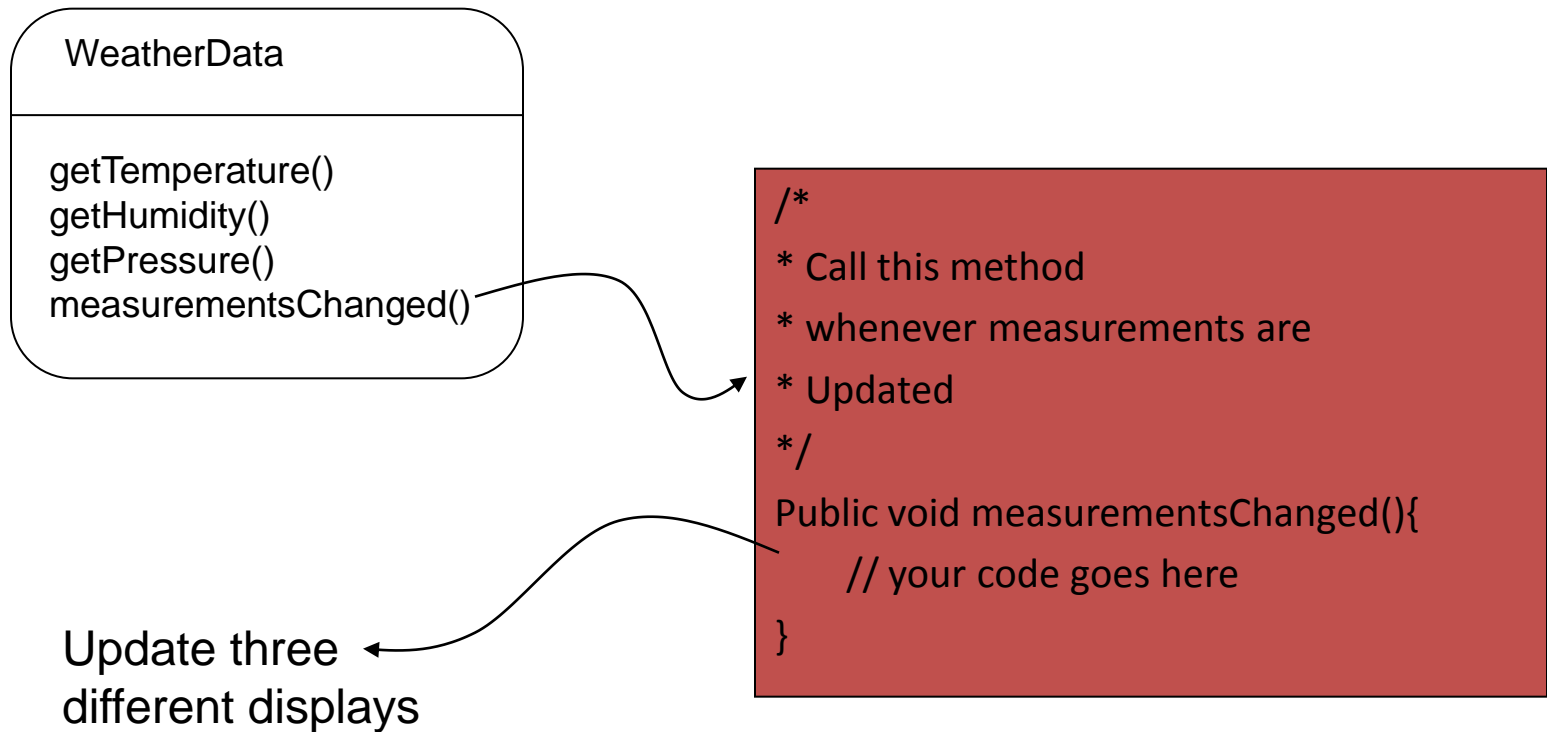 WeatherData
getTemperature()
getHumidity()
getPressure()
measurementsChanged()
/*
* Call this method
* whenever measurements are
* Updated
*/
Public void measurementsChanged(){
// your code goes here
}
Update three
different displays